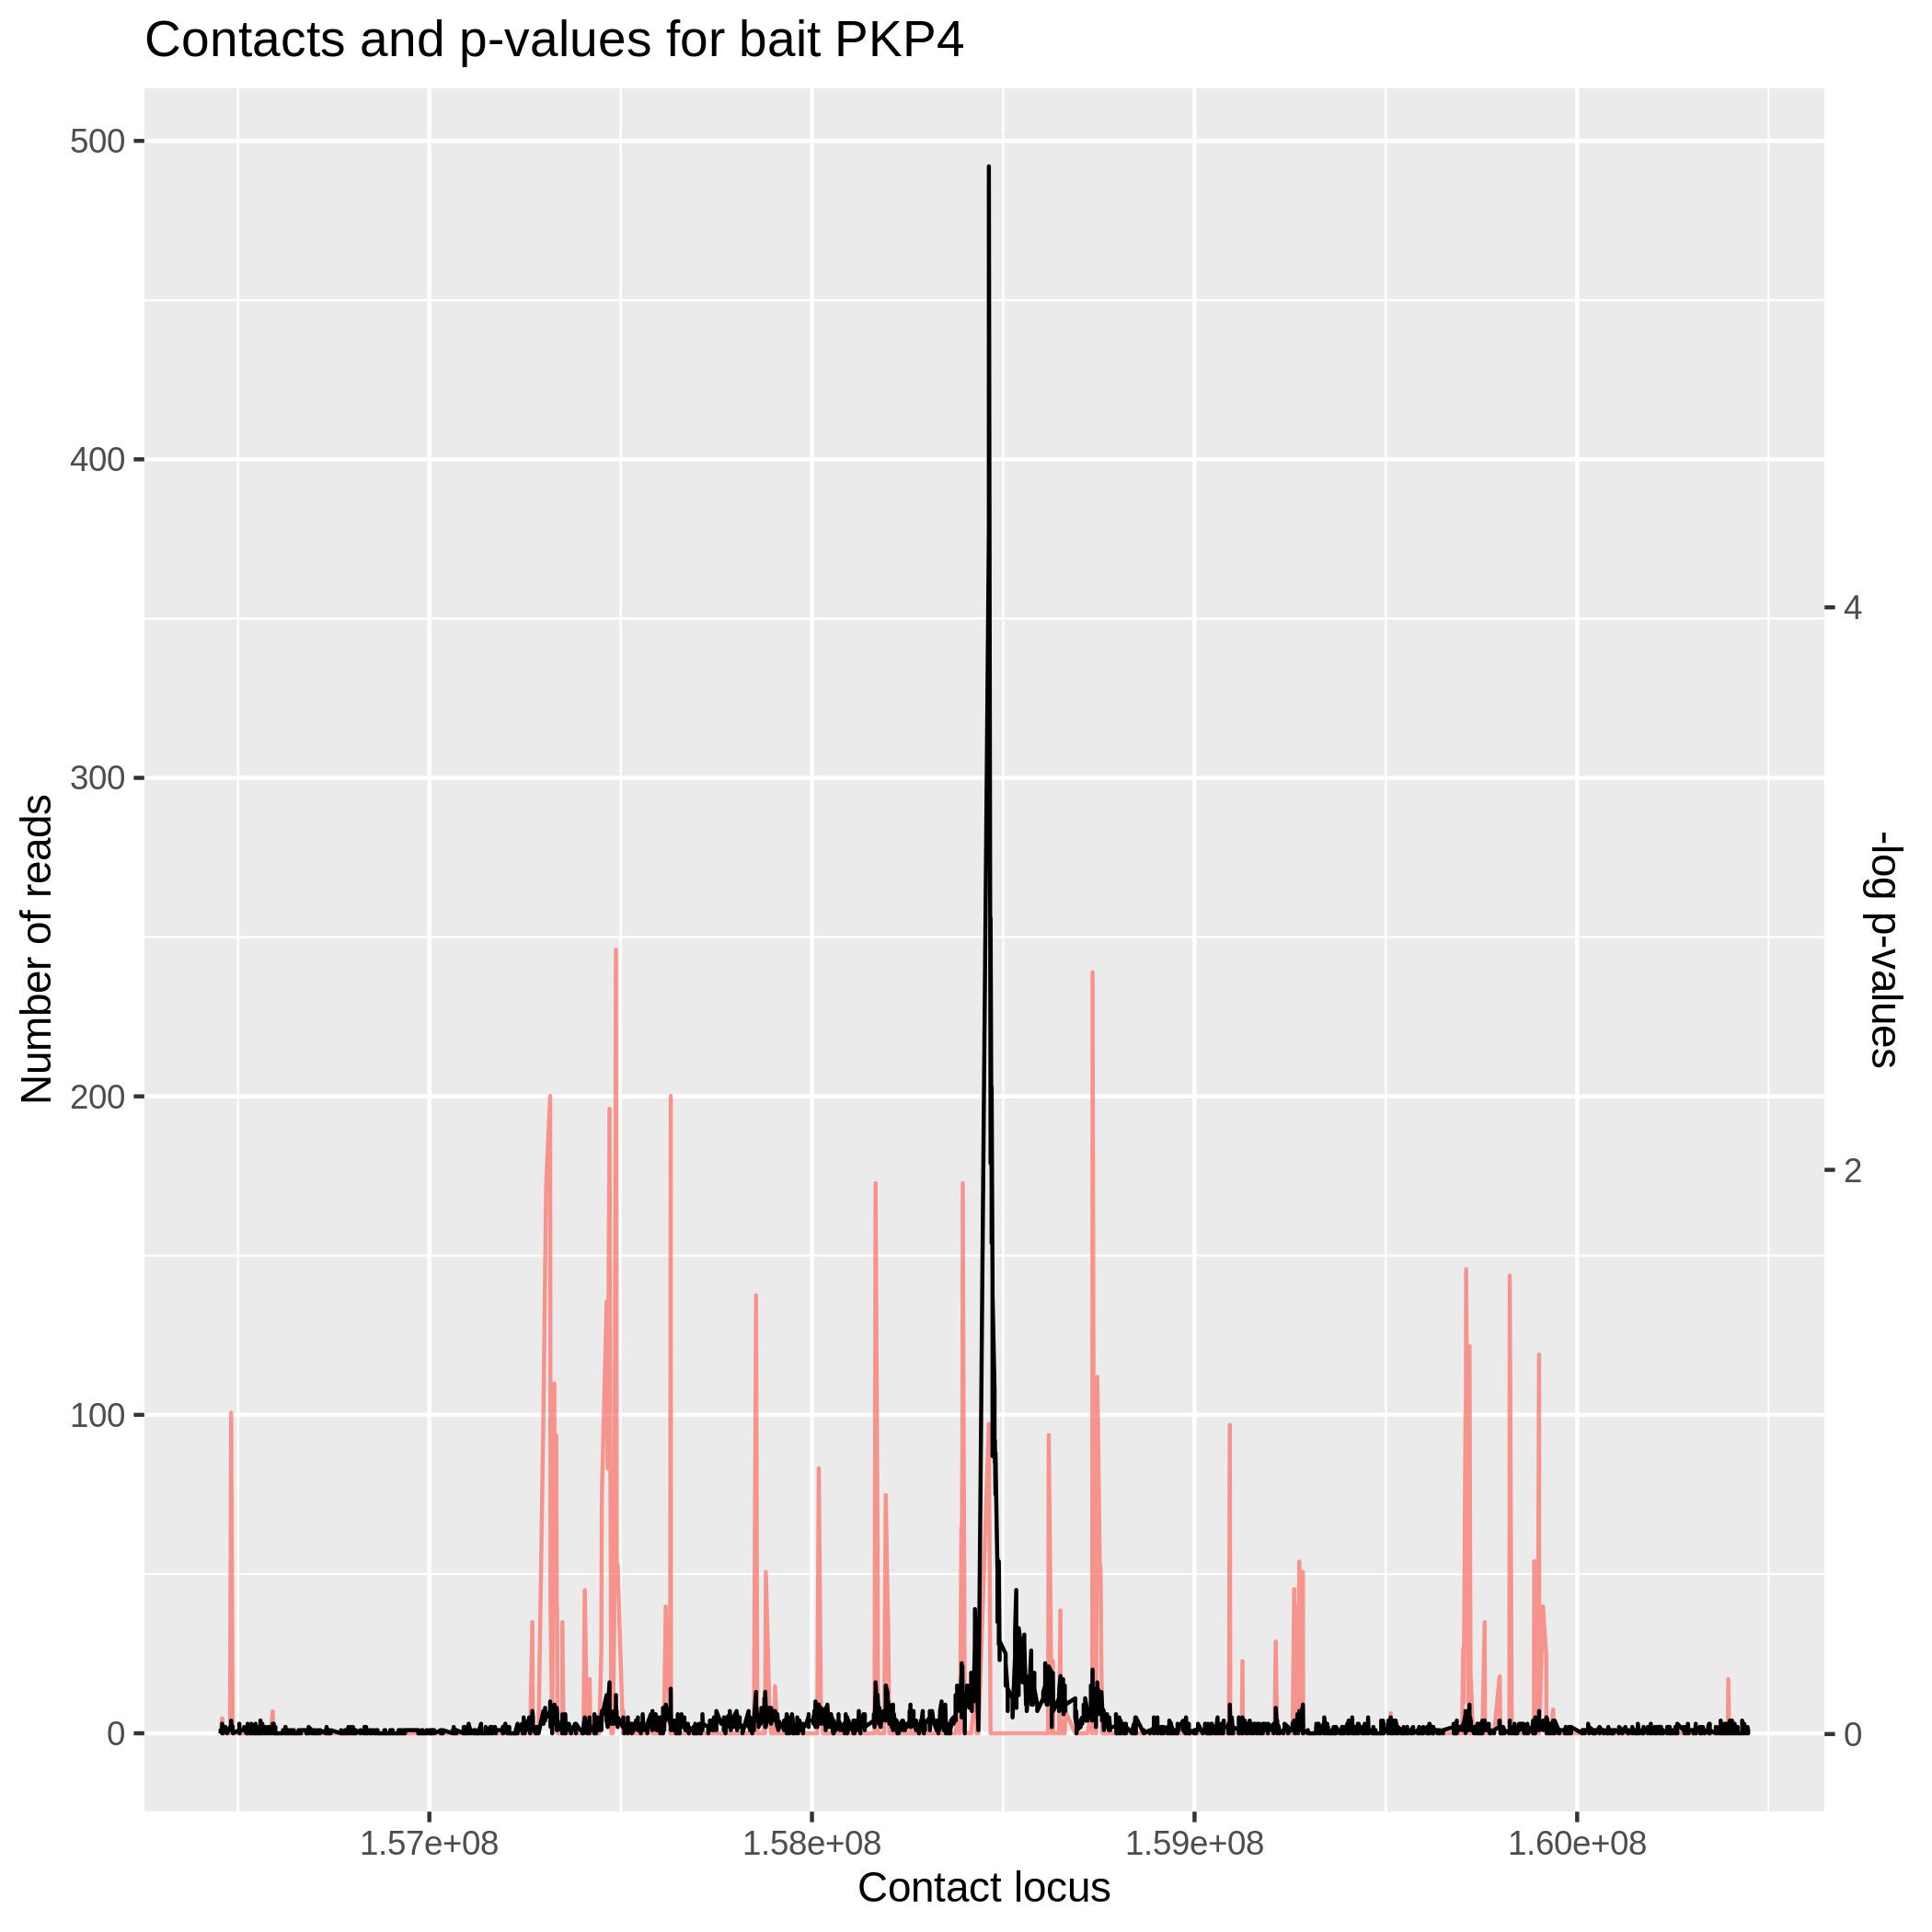 Contacts and p-values for bait PKP4
500
400
300
200
100
0
Number of reads
4
2
0
-log p-values
1.57e+08
1.58e+08
1.59e+08
1.60e+08
Contact locus